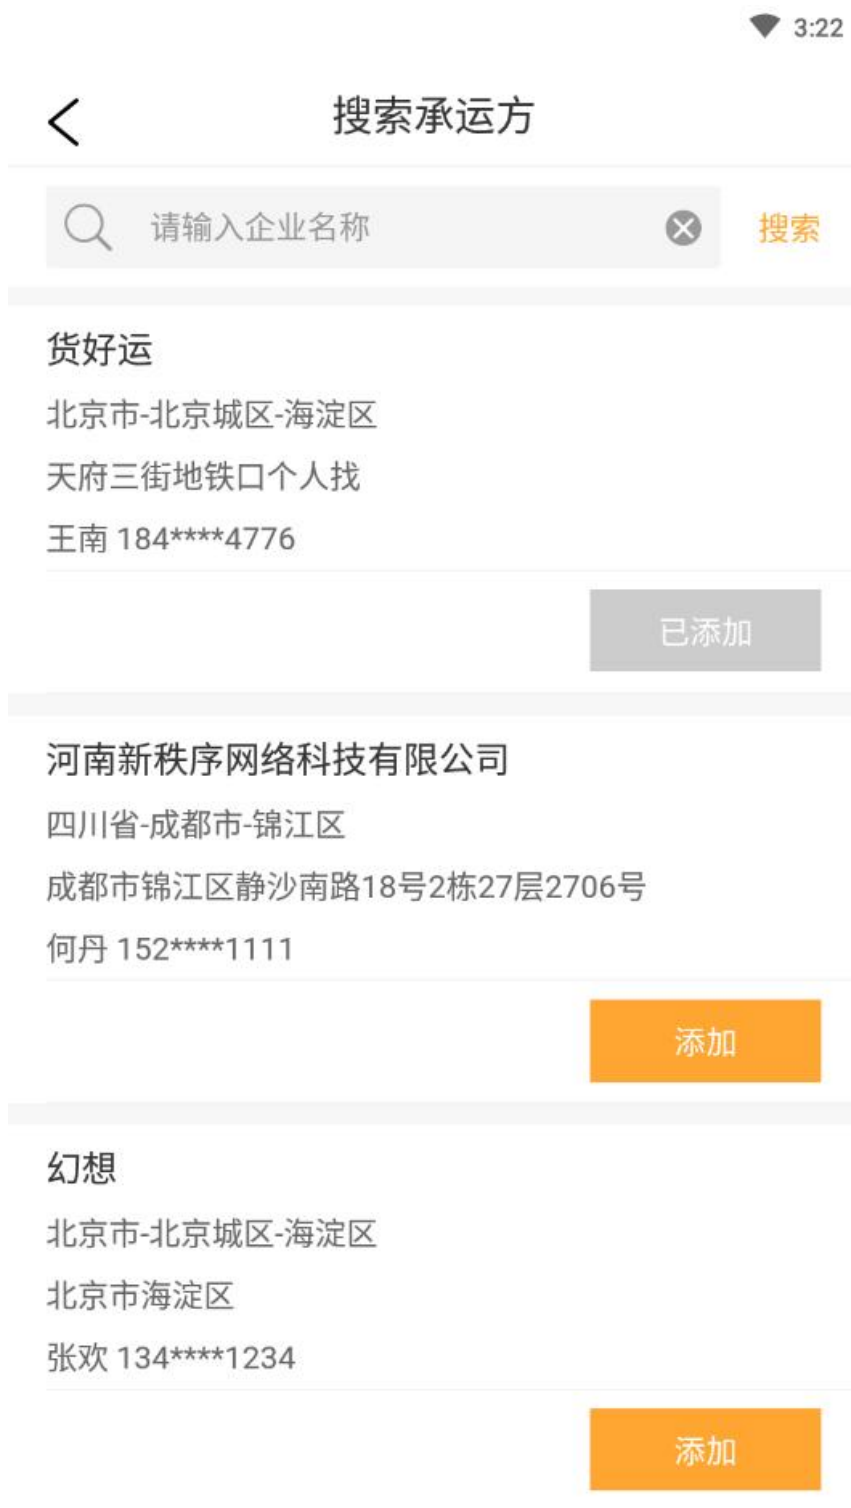 3:22
搜索承运方
请输入企业名称
搜索
货好运
北京市-北京城区-海淀区
天府三街地铁口个人找
王南 184****4776
已添加
河南新秩序网络科技有限公司
四川省-成都市-锦江区
成都市锦江区静沙南路18号2栋27层2706号
何丹 152****1111
添加
幻想
北京市-北京城区-海淀区
北京市海淀区
张欢 134****1234
添加